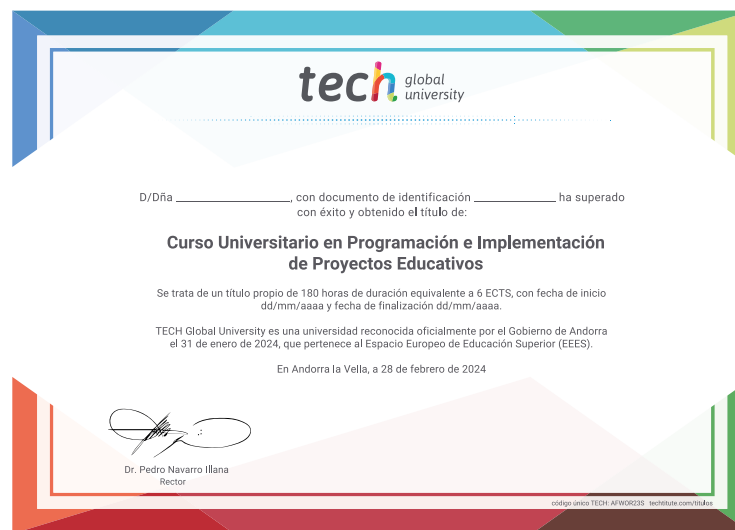 tech global university
D/Dña ____________, con documento de identificación ____________ ha superado
con éxito y obtenido el título de:
Curso Universitario en Programación e Implementación
de Proyectos Educativos
Se trata de un título propio de 180 horas de duración equivalente a 6 ECTS, con fecha de inicio
dd/mm/aaaa y fecha de finalización dd/mm/aaaa.
TECH Global University es una universidad reconocida oficialmente por el Gobierno de Andorra
el 31 de enero de 2024, que pertenece al Espacio Europeo de Educación Superior (EEES).
En Andorra la Vella, a 28 de febrero de 2024
Dr. Pedro Navarro Illana
Rector
código único TECH: AFWOR23S techtitute.com/titulos